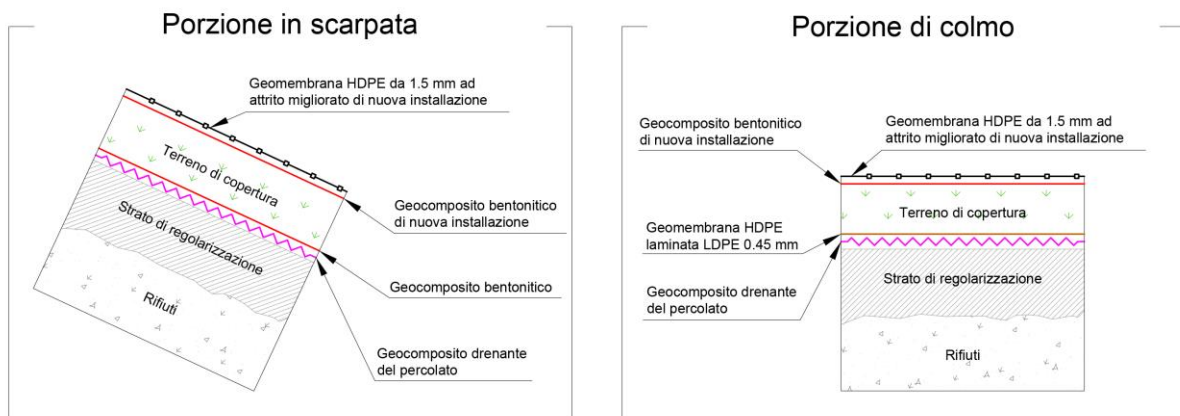 Porzione in scarpata
Geomembrana HDPE da 1.5 mm ad
attrito migliorato di nuova installazione
Terreno di copertura
Strato di regolarizzazione
Rifiuti
Geocomposito bentonitico
di nuova installazione
Geocomposito bentonitico
Geocomposito drenante
del percolato
Porzione di colmo
Geocomposito bentonitico
di nuova installazione
Geomembrana HDPE da 1.5 mm ad
attrito migliorato di nuova installazione
Terreno di copertura
Geomembrana HDPE
laminata LDPE 0.45 mm
Strato di regolarizzazione
Geocomposito drenante
del percolato
Rifiuti